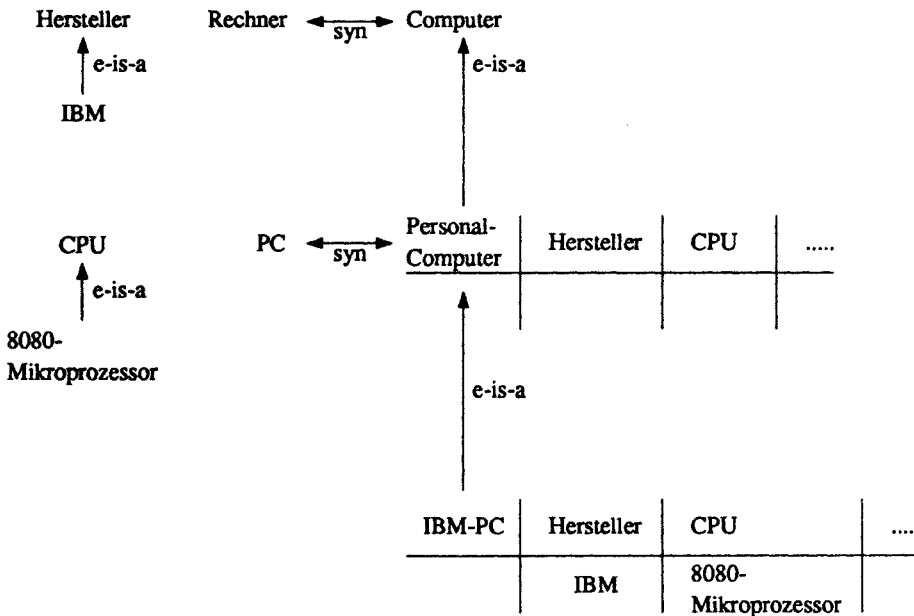 Hersteller Rechner syn Computer
e-is-a e-is-a
IBM
CPU PC syn Personal-
Computer Hersteller CPU .....
e-is-a
8080-
Mikroprozessor
e-is-a
IBM-PC Hersteller CPU ....
IBM 8080-
Mikroprozessor